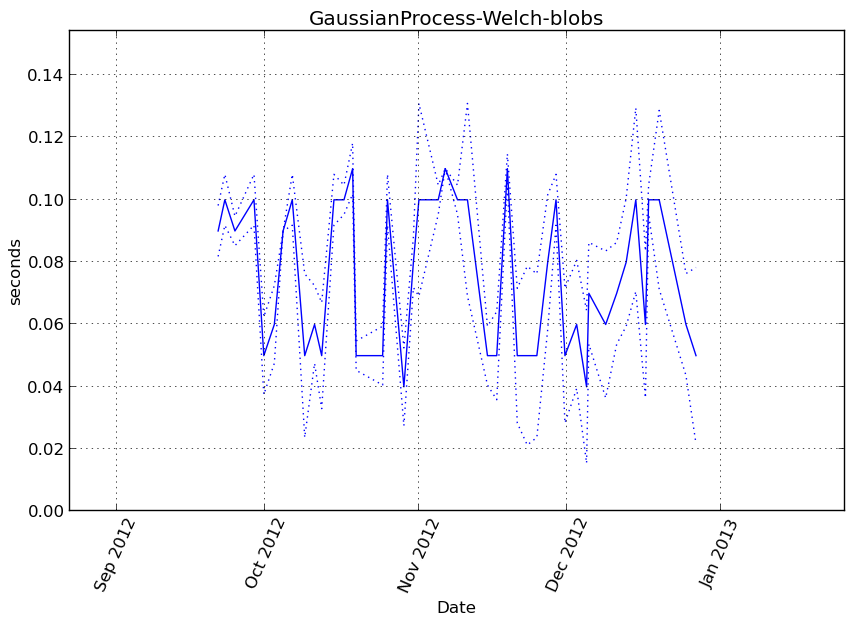 GaussianProcess-Welch-blobs
0.14
0.12
0.10
0.08
0.06
0.04
0.02
0.00
seconds
Sep 2012
Oct 2012
Nov 2012
Dec 2012
Jan 2013
Date